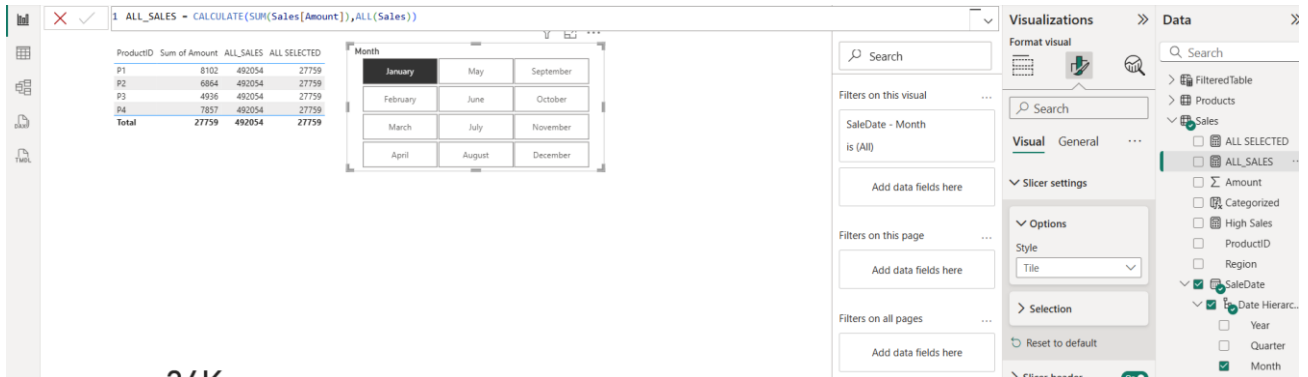 1 ALL_SALES = CALCULATE(SUM(Sales[Amount]),ALL(Sales))
ProductID Sum of Amount ALL_SALES ALL SELECTED
P1 8102 492054 27759
P2 6864 492054 27759
P3 4936 492054 27759
P4 7857 492054 27759
Total 27759 492054 27759
Month
January May September
February June October
March July November
April August December
Search
Filters on this visual ...
SaleDate - Month
is (All)
Add data fields here
Filters on this page ...
Add data fields here
Filters on all pages ...
Add data fields here
Visualizations
Format visual
Search
Visual General ...
Slicer settings
Options
Style
Tile
Selection
Reset to default
Slicer header On
Data
Search
FilteredTable
Products
Sales
ALL SELECTED
ALL_SALES
Amount
Categorized
High Sales
ProductID
Region
SaleDate
Date Hierarc...
Year
Quarter
Month